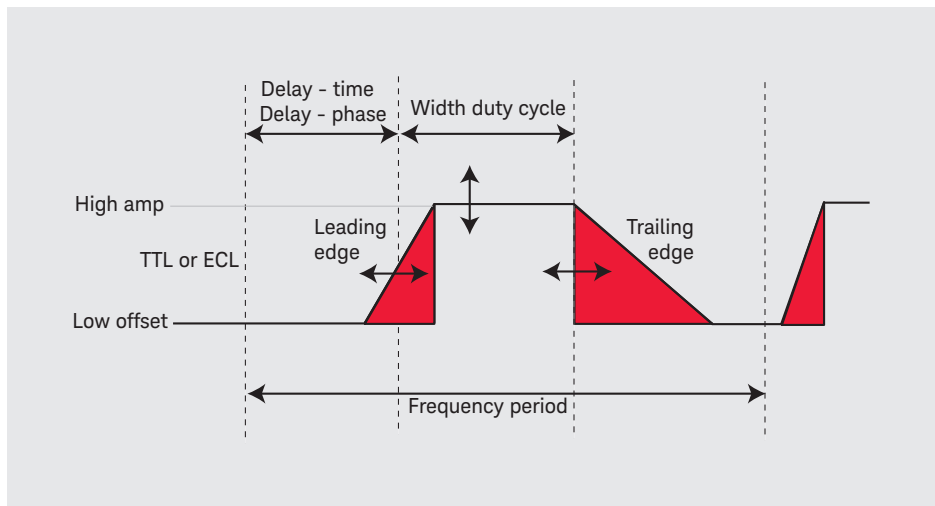 Delay - time
Delay - phase
Width duty cycle
High amp
Leading
edge
Trailing
edge
TTL or ECL
Low offset
Frequency period